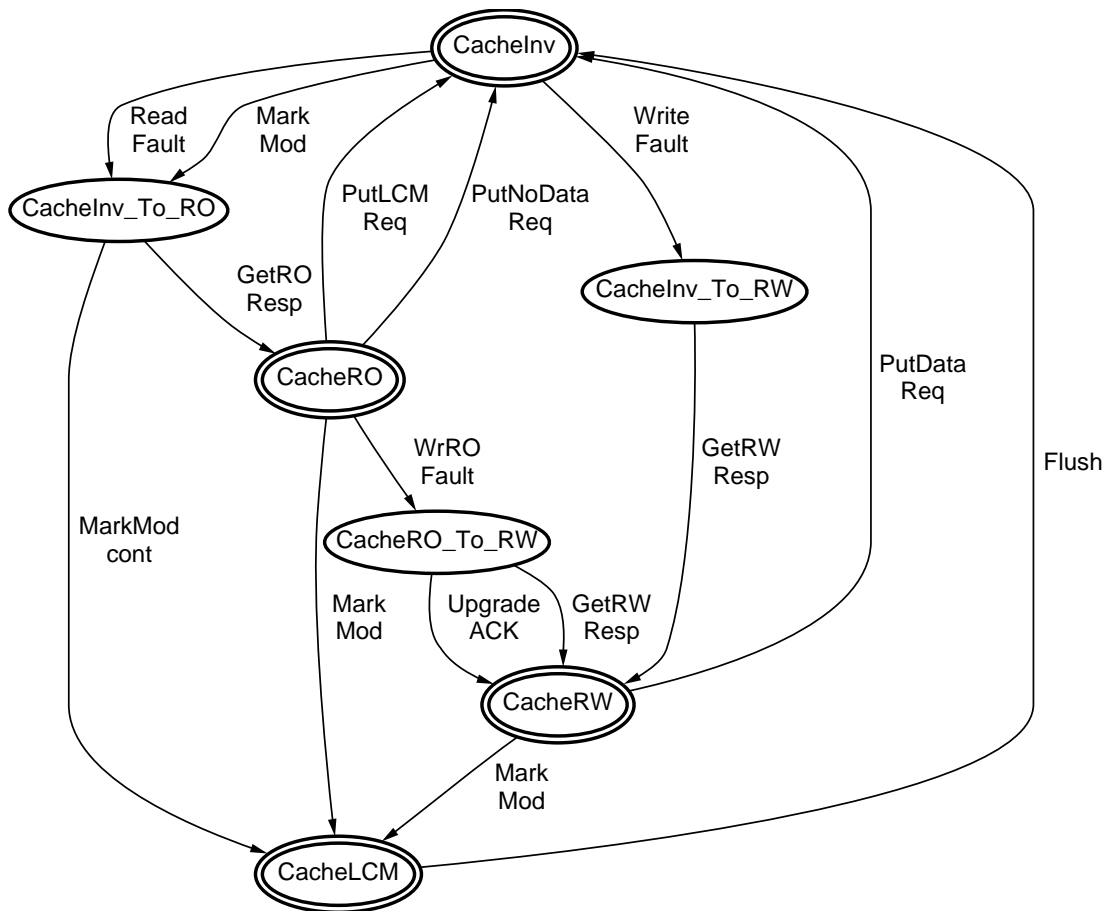 CacheInv
Read
Fault
Mark
Mod
Write
Fault
CacheInv_To_RO
PutLCM
Req
PutNoData
Req
GetRO
Resp
CacheInv_To_RW
CacheRO
PutData
Req
WrRO
Fault
GetRW
Resp
Flush
MarkMod
cont
CacheRO_To_RW
Mark
Mod
Upgrade
ACK
GetRW
Resp
CacheRW
Mark
Mod
CacheLCM